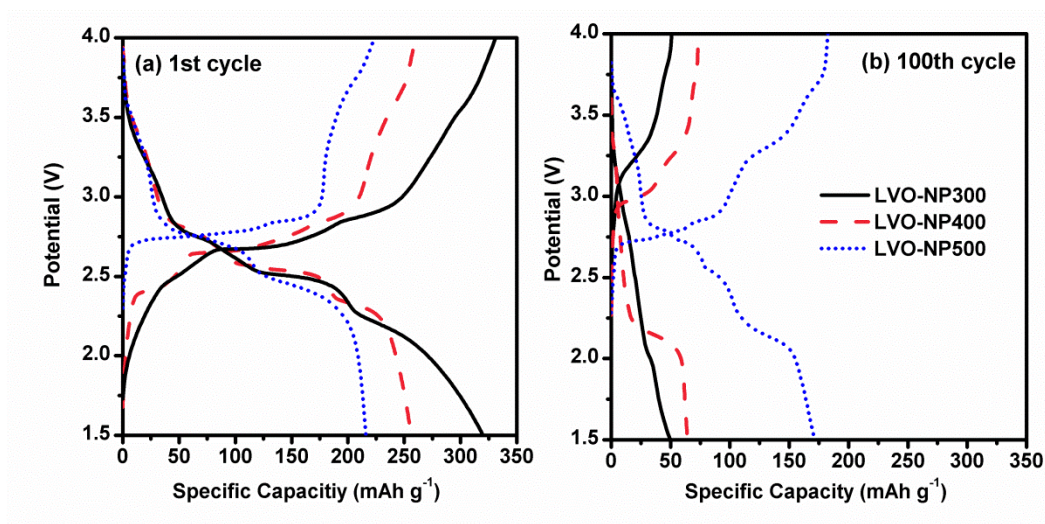 (a) 1st cycle
4.0
3.5
3.0
2.5
2.0
1.5
Potential (V)
0 50 100 150 200 250 300 350
Specific Capacitiy (mAh g-1)
(b) 100th cycle
4.0
3.5
3.0
2.5
2.0
1.5
Potential (V)
LVO-NP300
LVO-NP400
LVO-NP500
0 50 100 150 200 250 300 350
Specific Capacity (mAh g-1)